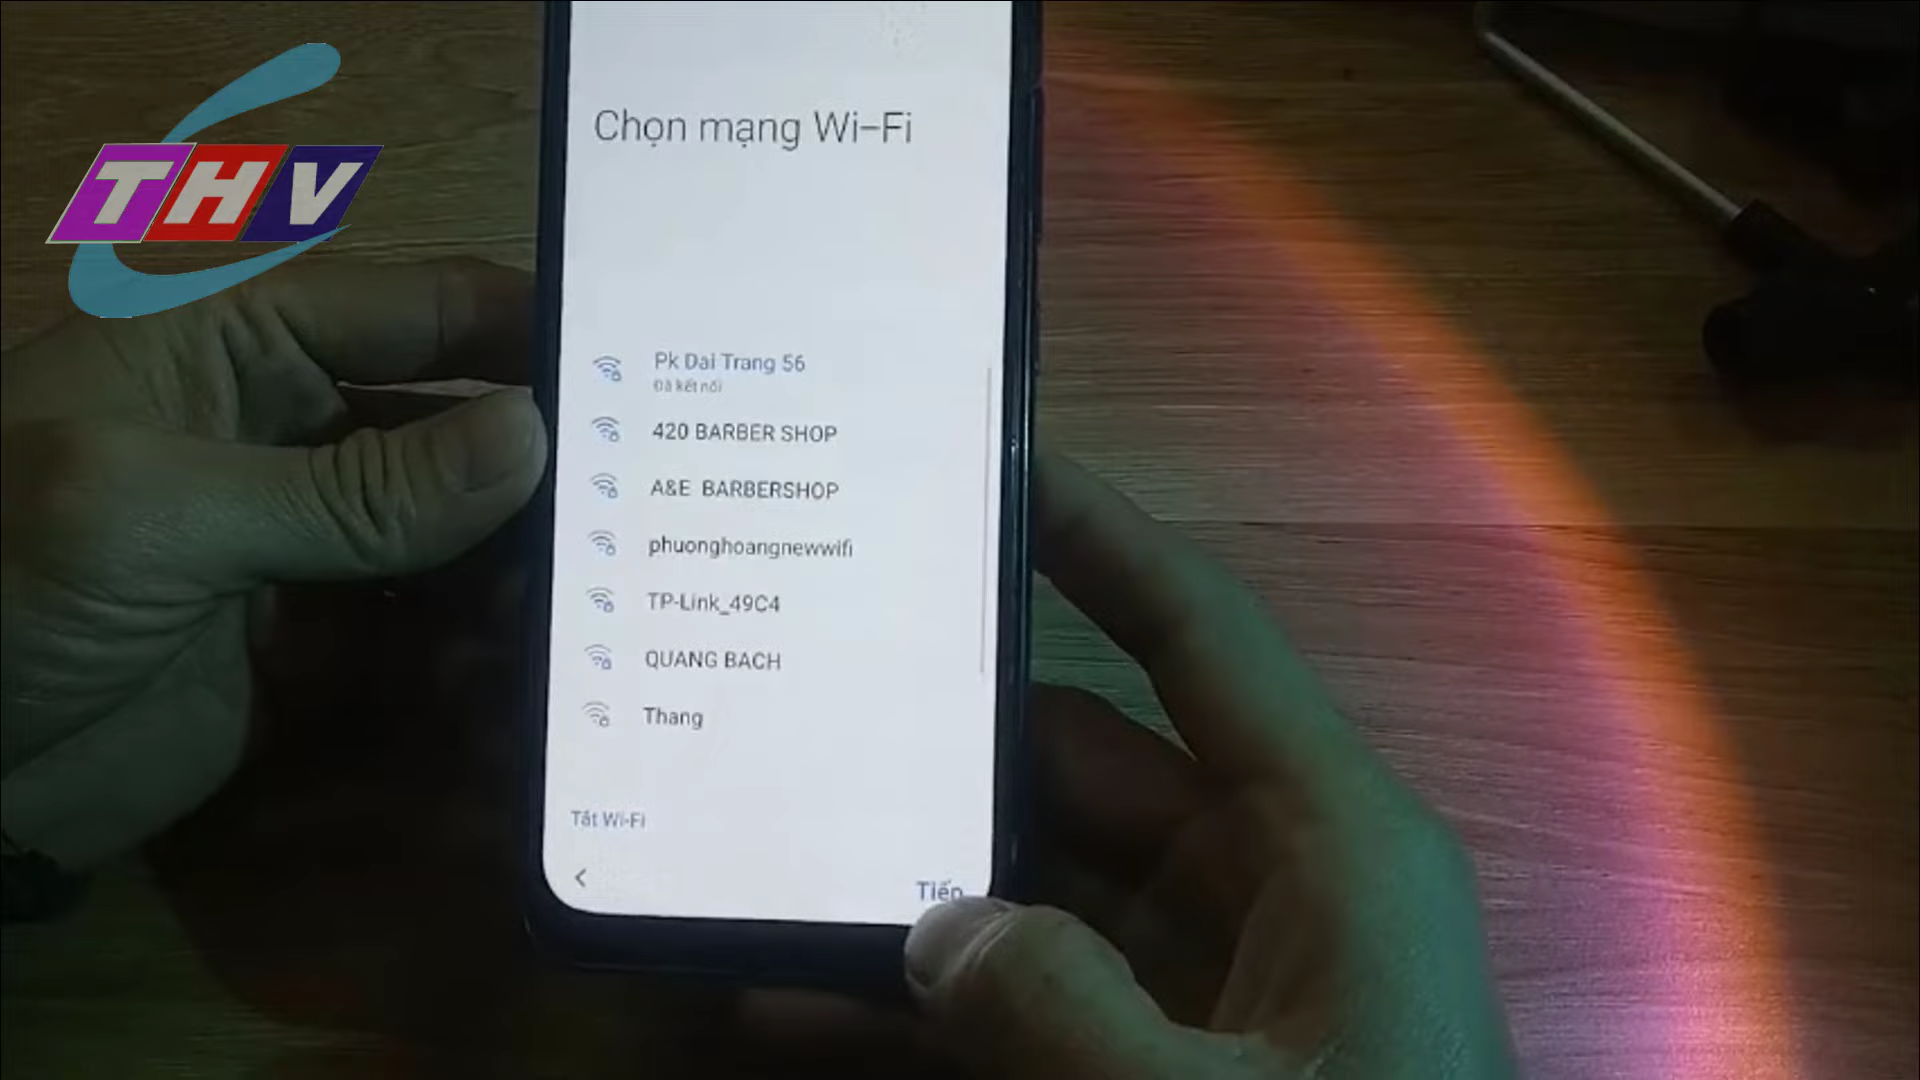 THV
Chọn mạng Wi-Fi
Pk Dai Trang 56
Đã kết nối
420 BARBER SHOP
A&E BARBERSHOP
phuonghoangnewwifi
TP-Link_49C4
QUANG BACH
Thang
Tắt Wi-Fi
Tiếp